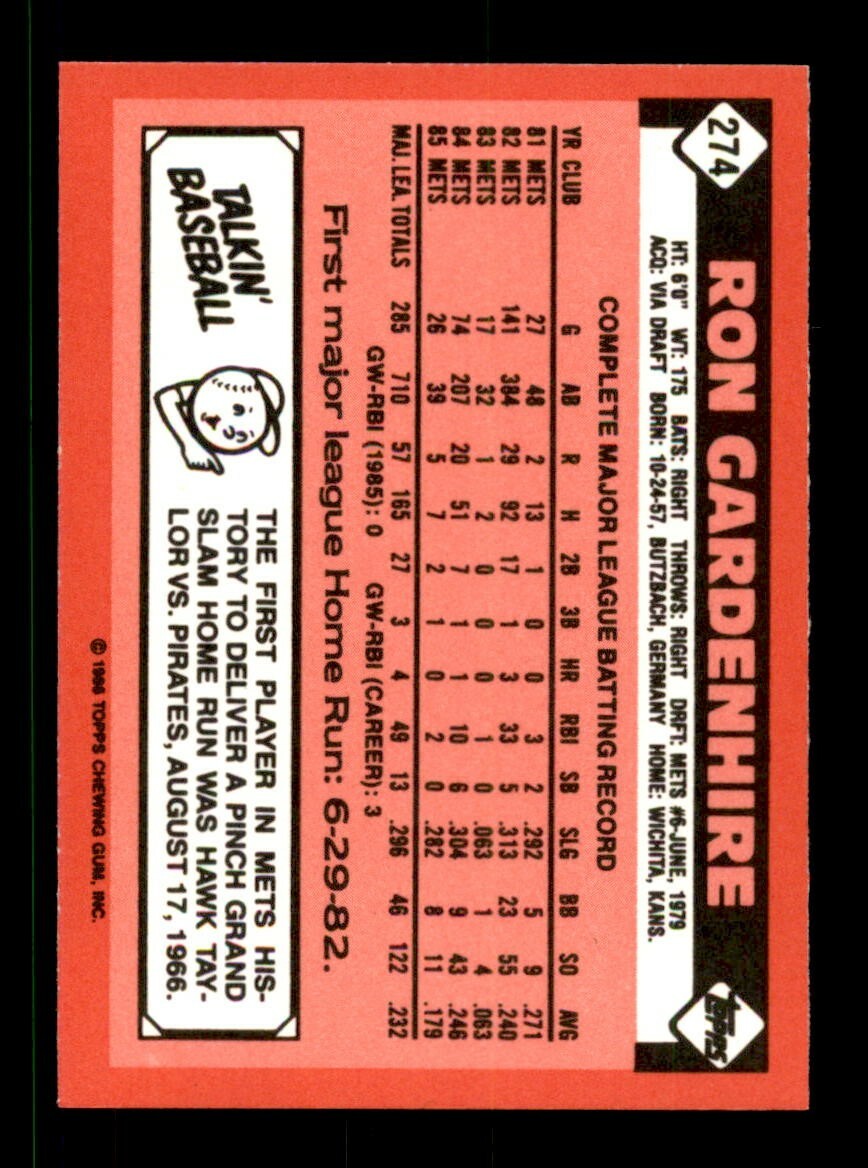 274
RON GARDENHIRE
TOPPS
HT: 6'0" WT: 175 BATS: RIGHT THROWS: RIGHT DRFT: METS #6-JUNE, 1979
ACQ: VIA DRAFT BORN: 10-24-57, BUTZBACH, GERMANY HOME: WICHITA, KANS.
COMPLETE MAJOR LEAGUE BATTING RECORD
YR CLUB G AB R H 2B 3B HR RBI SB SLG BB SO AVG
81 METS 27 48 2 13 1 0 0 3 2 .292 5 9 .271
82 METS 141 384 29 92 17 1 3 33 5 .313 23 55 .240
83 METS 17 32 1 2 0 0 0 1 0 .063 1 4 .063
84 METS 74 207 20 51 7 1 1 10 6 .304 9 43 .246
85 METS 26 39 5 7 2 1 0 2 0 .282 8 11 .179
MAJ. LEA. TOTALS 285 710 57 165 27 3 4 49 13 .296 46 122 .232
GW-RBI (1985): 0 GW-RBI (CAREER): 3
First major league Home Run: 6-29-82.
TALKIN'
BASEBALL
THE FIRST PLAYER IN METS HIS-
TORY TO DELIVER A PINCH GRAND
SLAM HOME RUN WAS HAWK TAY-
LOR VS. PIRATES, AUGUST 17, 1966.
© 1986 TOPPS CHEWING GUM, INC.